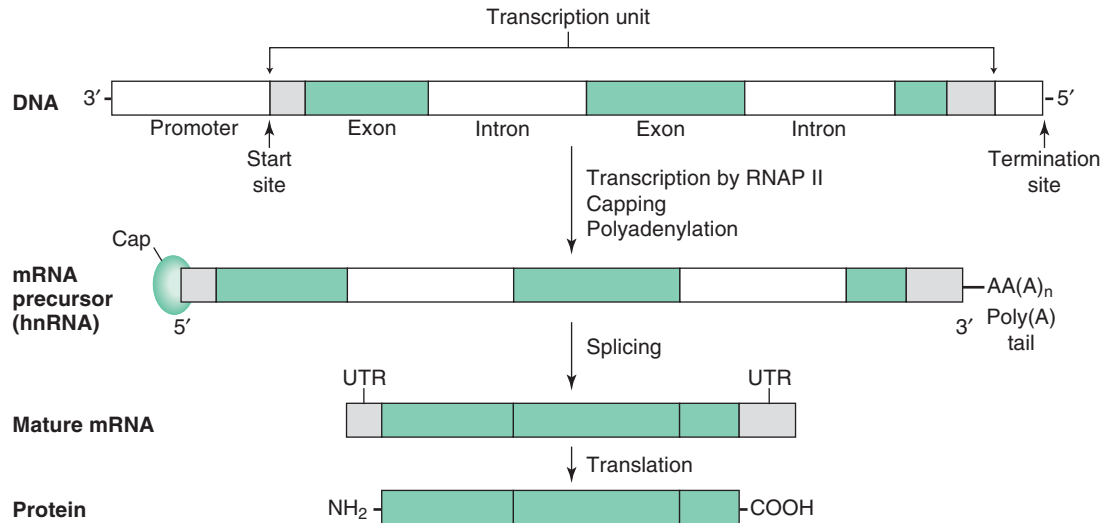 Transcription unit
DNA
3′
5′
Promoter
Exon
Intron
Exon
Intron
Start
site
Termination
site
Transcription by RNAP II
Capping
Polyadenylation
Cap
mRNA
precursor
(hnRNA)
5′
3′
AA(A)n
Poly(A)
tail
Splicing
UTR
UTR
Mature mRNA
Translation
Protein
NH2
COOH